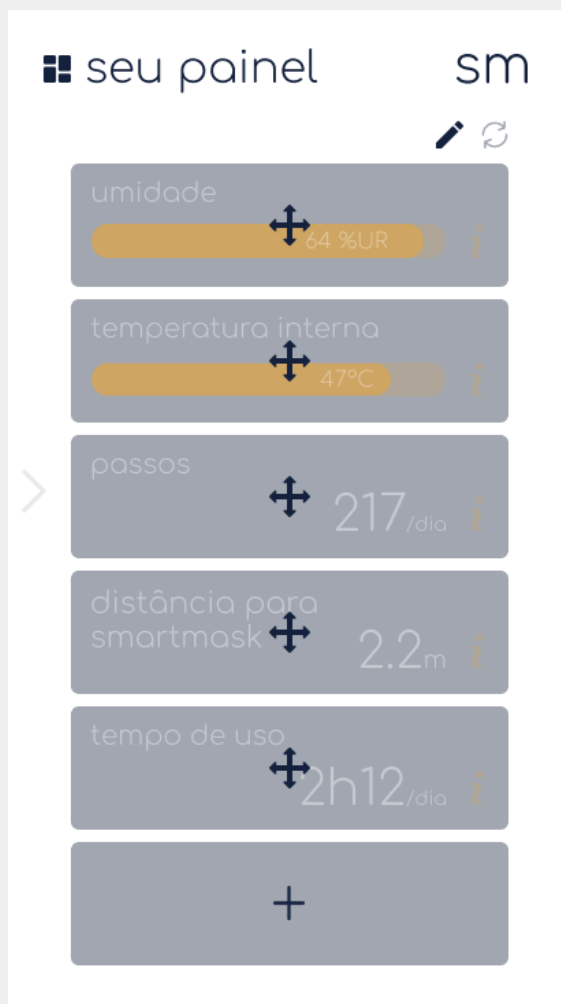 seu painel
sm
umidade
64 %UR
temperatura interna
47°C
passos
217/dia
distância para
smartmask
2.2m
tempo de uso
2h12/dia